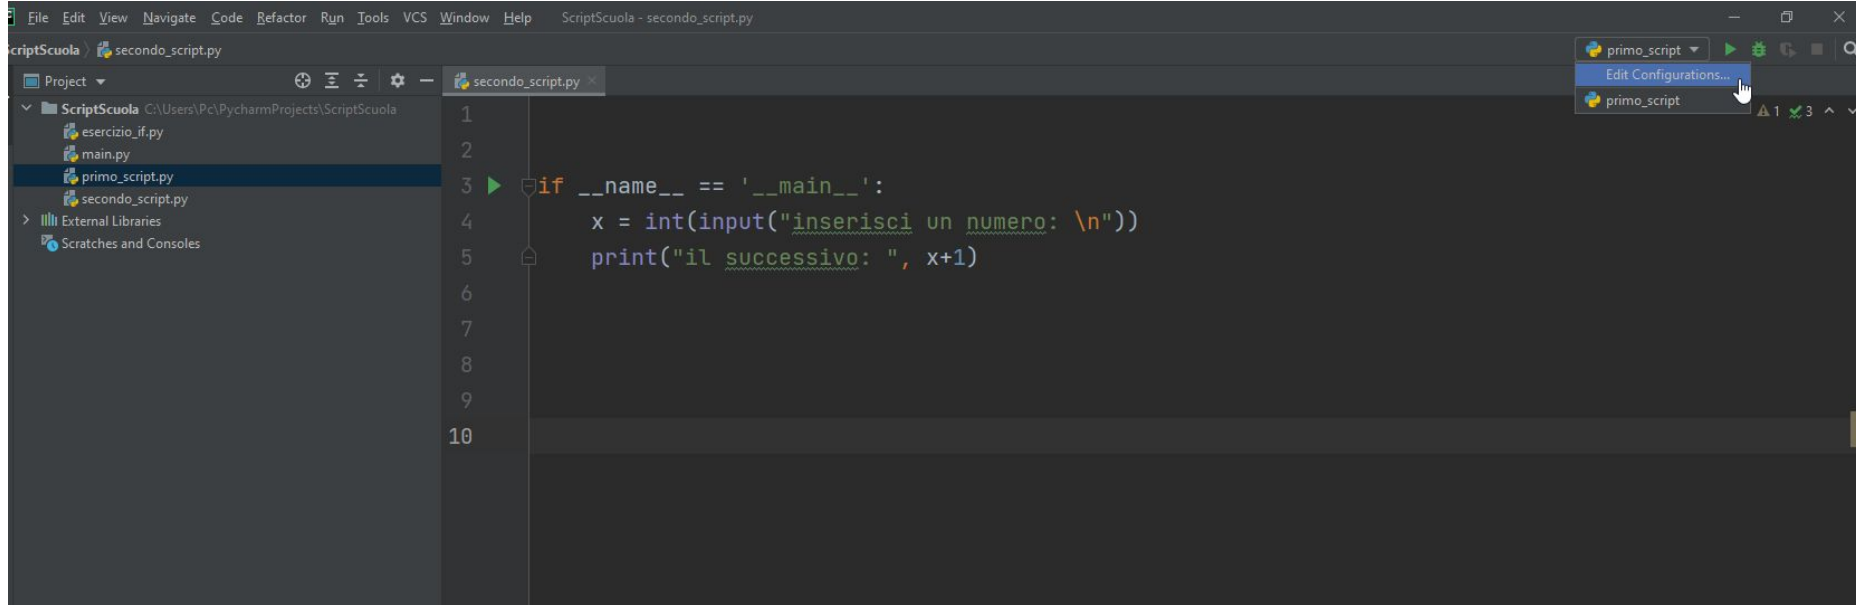 File Edit View Navigate Code Refactor Run Tools VCS Window Help ScriptScuola - secondo_script.py
criptScuola secondo_script.py
primo_script
Project
secondo_script.py
Edit Configurations...
primo_script
1 3
ScriptScuola C:\Users\Pc\PycharmProjects\ScriptScuola
esercizio_if.py
main.py
primo_script.py
secondo_script.py
External Libraries
Scratches and Consoles
1
2
3 if __name__ == '__main__':
4 x = int(input("inserisci un numero: \n"))
5 print("il successivo: ", x+1)
6
7
8
9
10